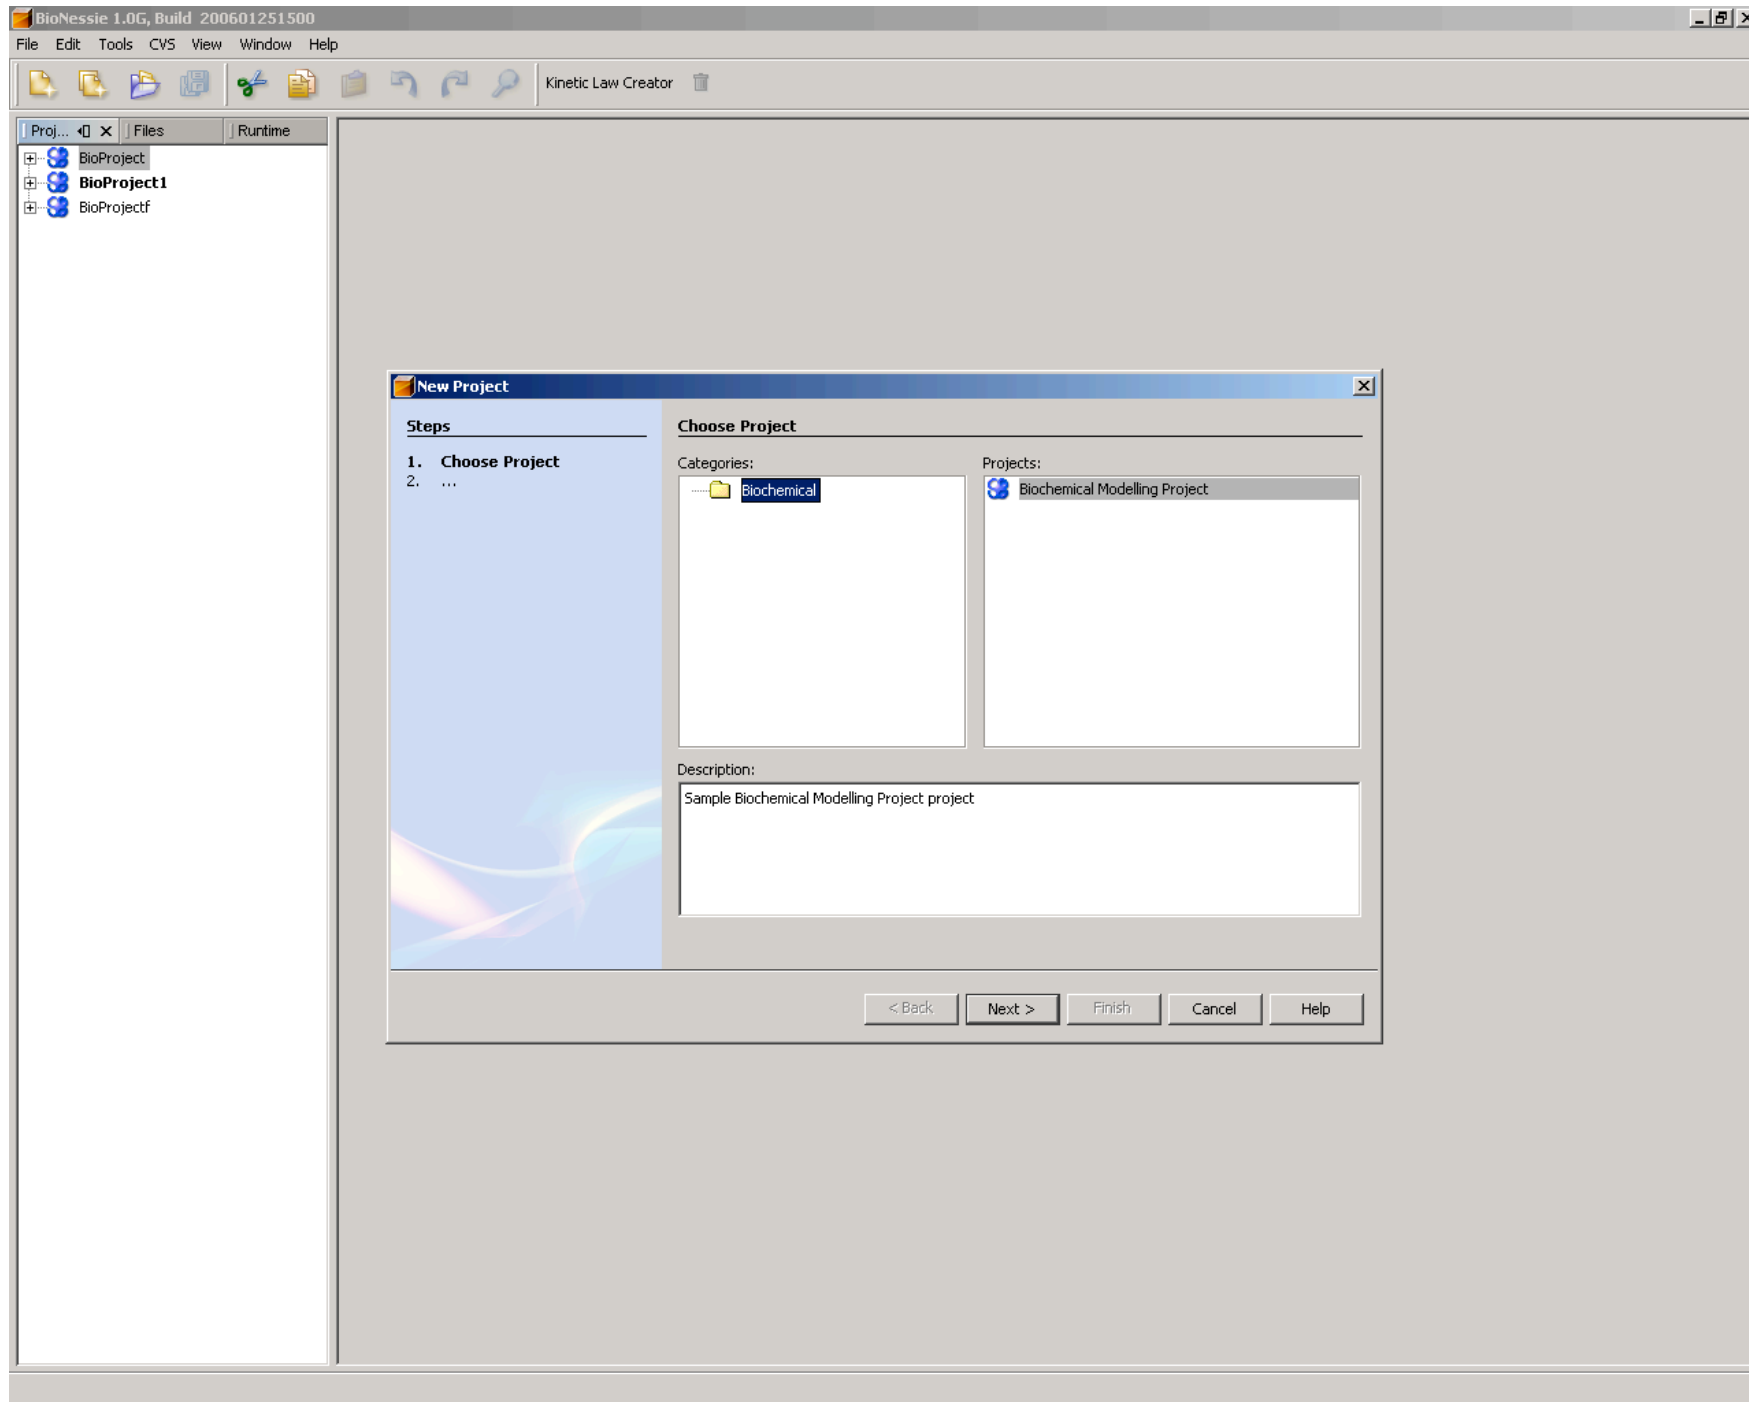 BioNessie 1.0G, Build 200601251500
File Edit Tools CVS View Window Help
Kinetic Law Creator
Proj... Files Runtime
BioProject
BioProject1
BioProjectf
New Project
Steps
1. Choose Project
2. ...
Choose Project
Categories:
Biochemical
Projects:
Biochemical Modelling Project
Description:
Sample Biochemical Modelling Project project
< Back Next > Finish Cancel Help